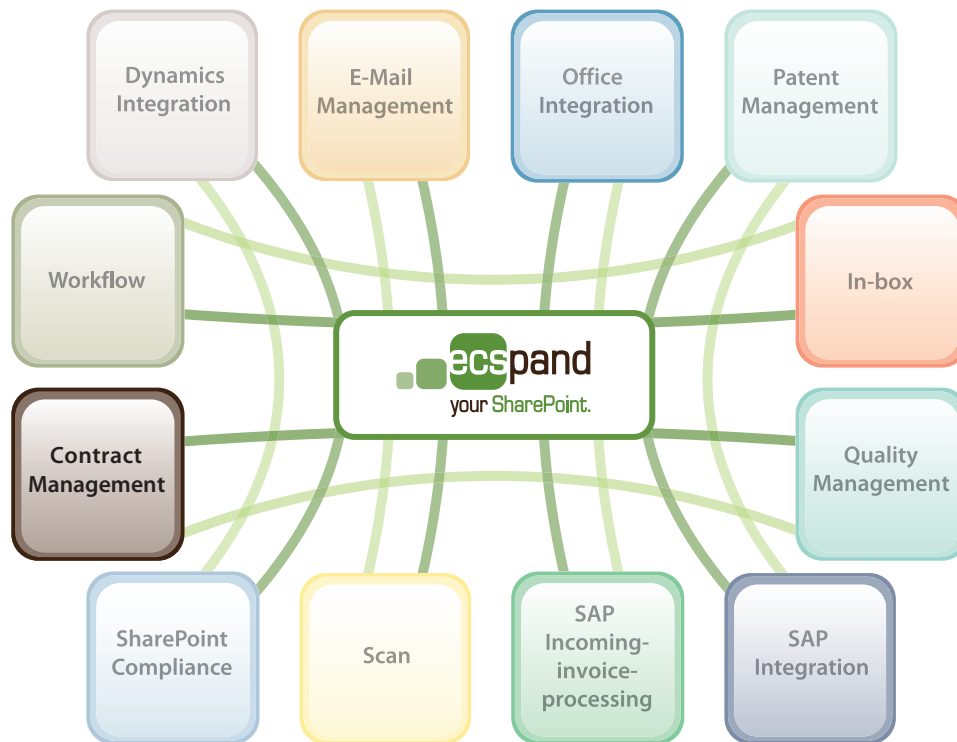 Dynamics
Integration
E-Mail
Management
Office
Integration
Patent
Management
Workflow
In-box
ecspand
your SharePoint.
Contract
Management
Quality
Management
SharePoint
Compliance
Scan
SAP
Incoming-
invoice-
processing
SAP
Integration